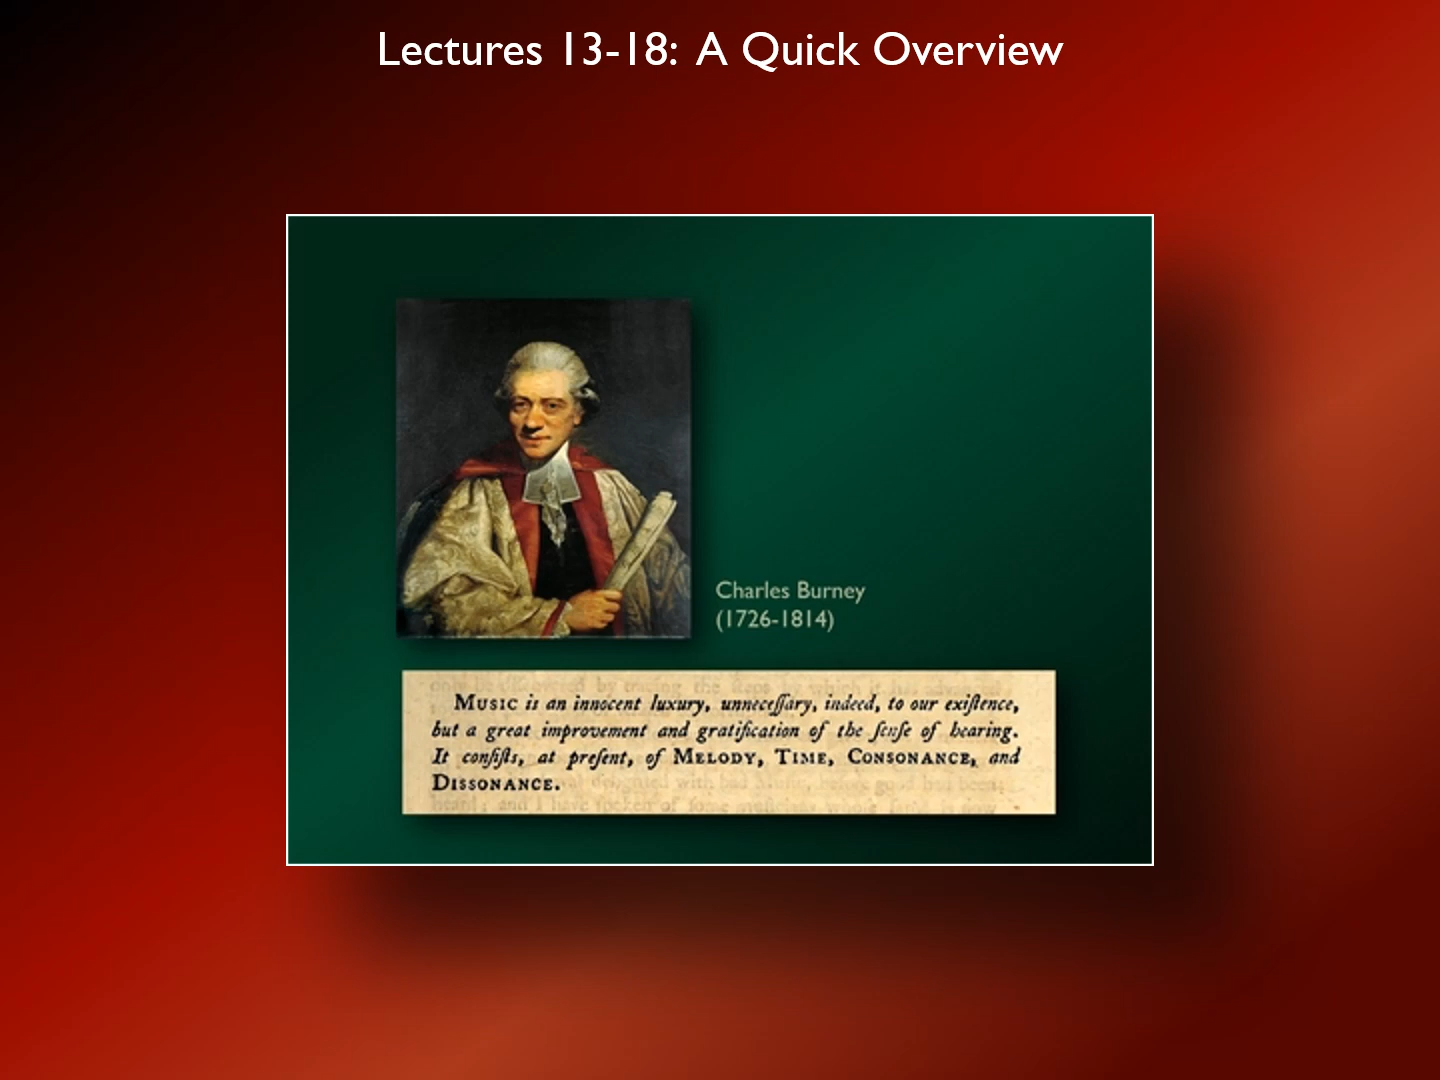 Lectures 13-18: A Quick Overview
Charles Burney
(1726-1814)
MUSIC is an innocent luxury, unneceſſary, indeed, to our exiſtence,
but a great improvement and gratification of the ſenſe of hearing.
It conſiſts, at preſent, of MELODY, TIME, CONSONANCE, and
DISSONANCE.